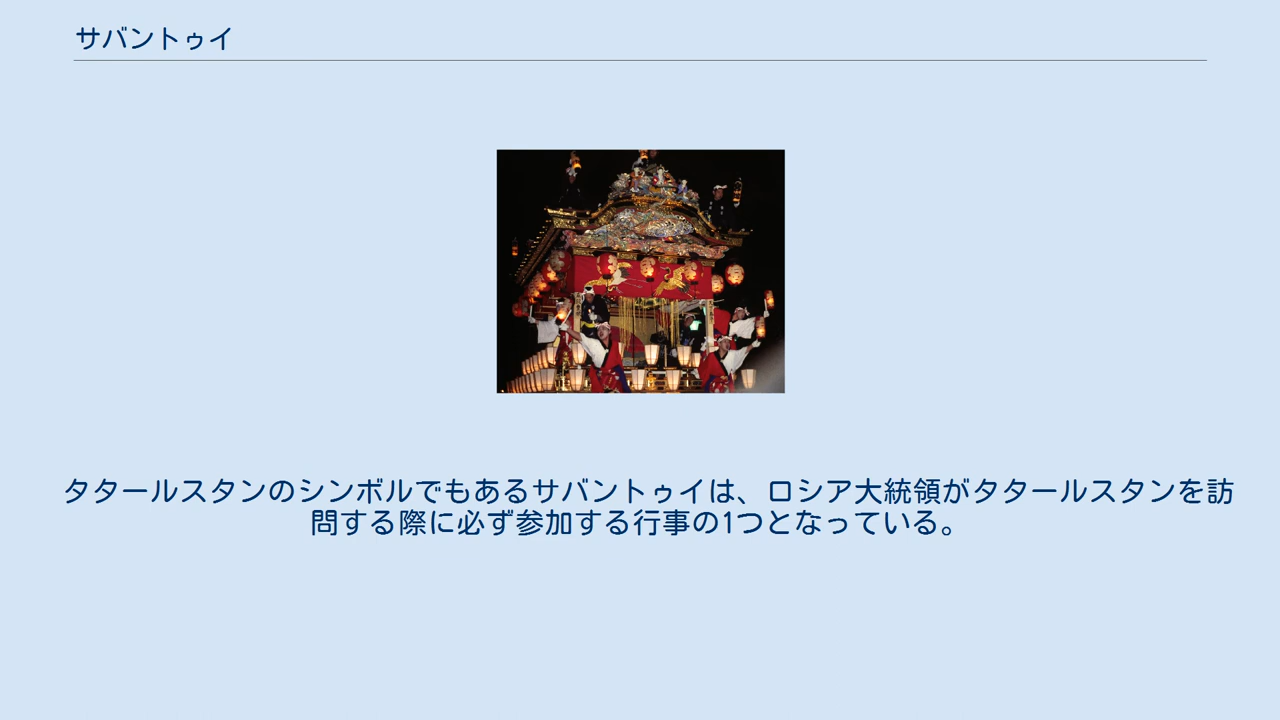 サバントゥイ
タタールスタンのシンボルでもあるサバントゥイは、ロシア大統領がタタールスタンを訪
問する際に必ず参加する行事の1つとなっている。